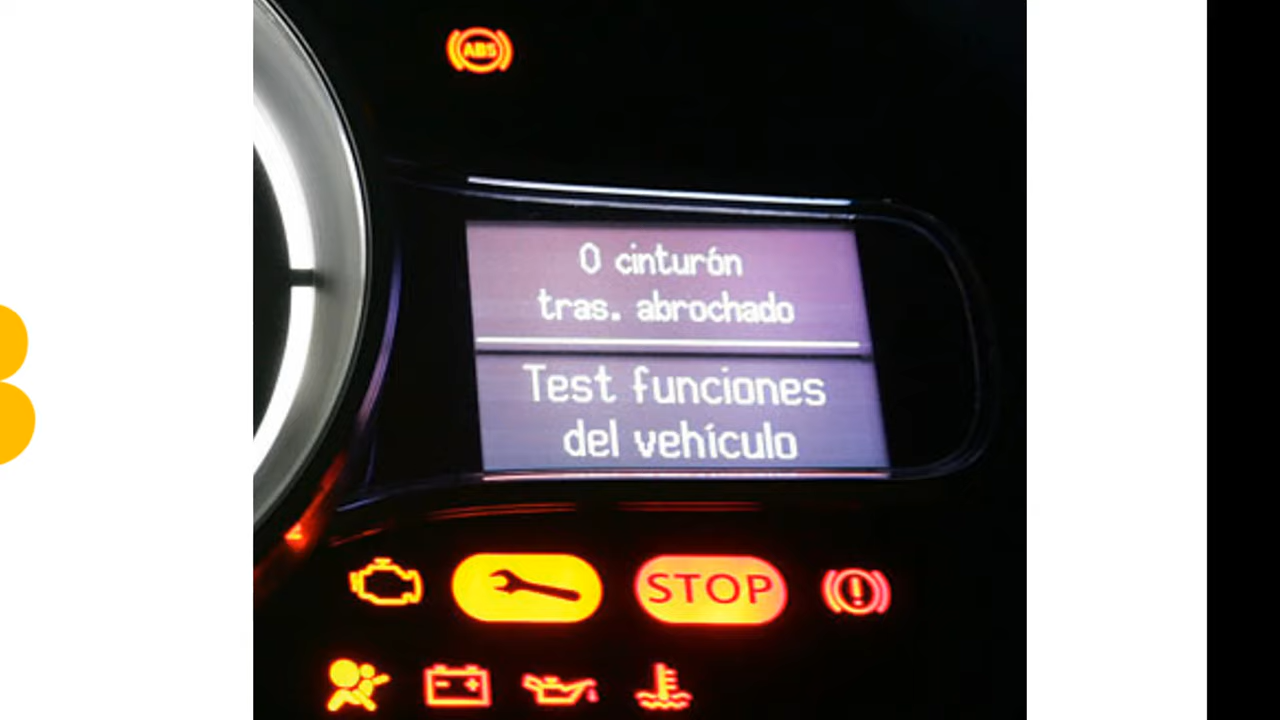 ABS
0 cinturón
tras. abrochado
Test funciones
del vehículo
STOP